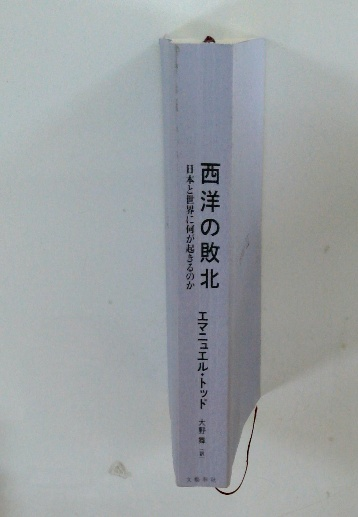 西洋の敗北
日本と世界に何が起きるのか
エマニュエル・トッド
大野舞 [訳]
文藝春秋